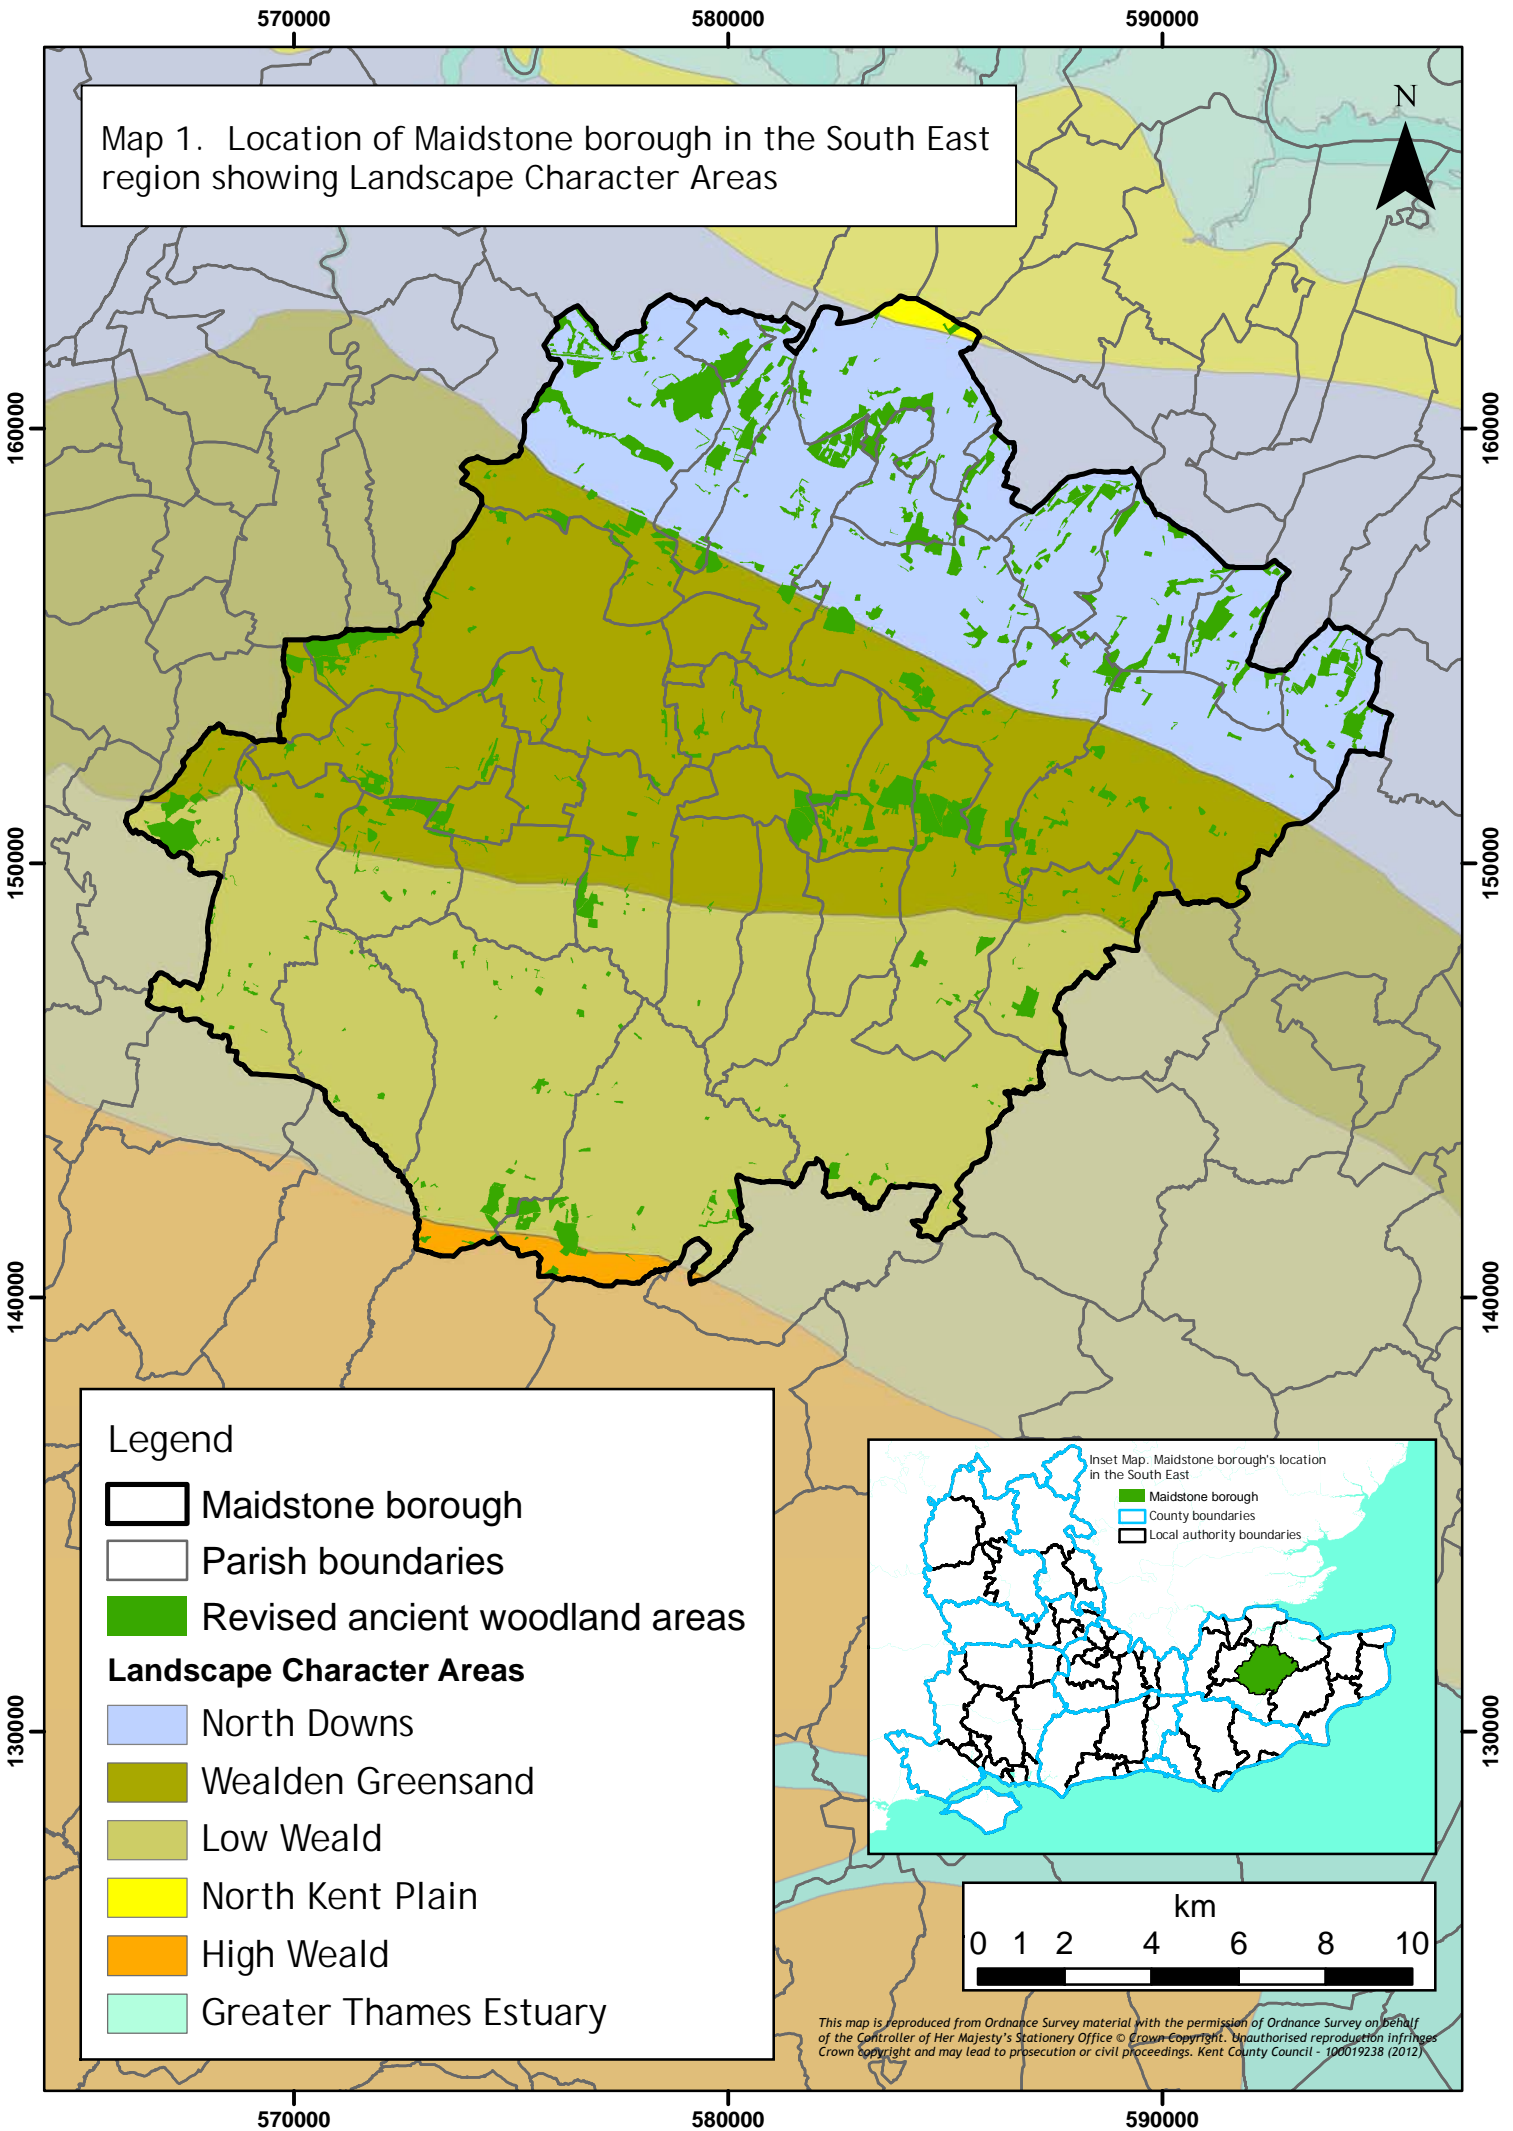 570000
580000
590000
Map 1. Location of Maidstone borough in the South East
region showing Landscape Character Areas
N
160000
160000
150000
150000
140000
140000
130000
130000
Legend
Maidstone borough
Parish boundaries
Revised ancient woodland areas
Landscape Character Areas
North Downs
Wealden Greensand
Low Weald
North Kent Plain
High Weald
Greater Thames Estuary
Inset Map. Maidstone borough's location
in the South East
Maidstone borough
County boundaries
Local authority boundaries
km
0 1 2 4 6 8 10
This map is reproduced from Ordnance Survey material with the permission of Ordnance Survey on behalf
of the Controller of Her Majesty's Stationery Office © Crown Copyright. Unauthorised reproduction infringes
Crown copyright and may lead to prosecution or civil proceedings. Kent County Council - 100019238 (2012)
570000
580000
590000